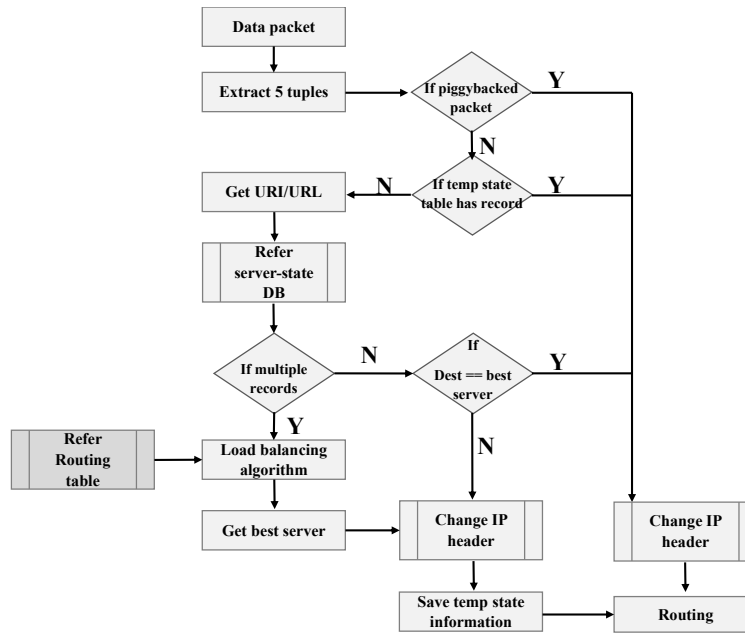 Data packet
Extract 5 tuples
If piggybacked
packet
Y
N
Get URI/URL
N
If temp state
table has record
Y
Refer
server-state
DB
If multiple
records
N
If
Dest == best
server
Y
Y
N
Refer
Routing
table
Load balancing
algorithm
Get best server
Change IP
header
Change IP
header
Save temp state
information
Routing